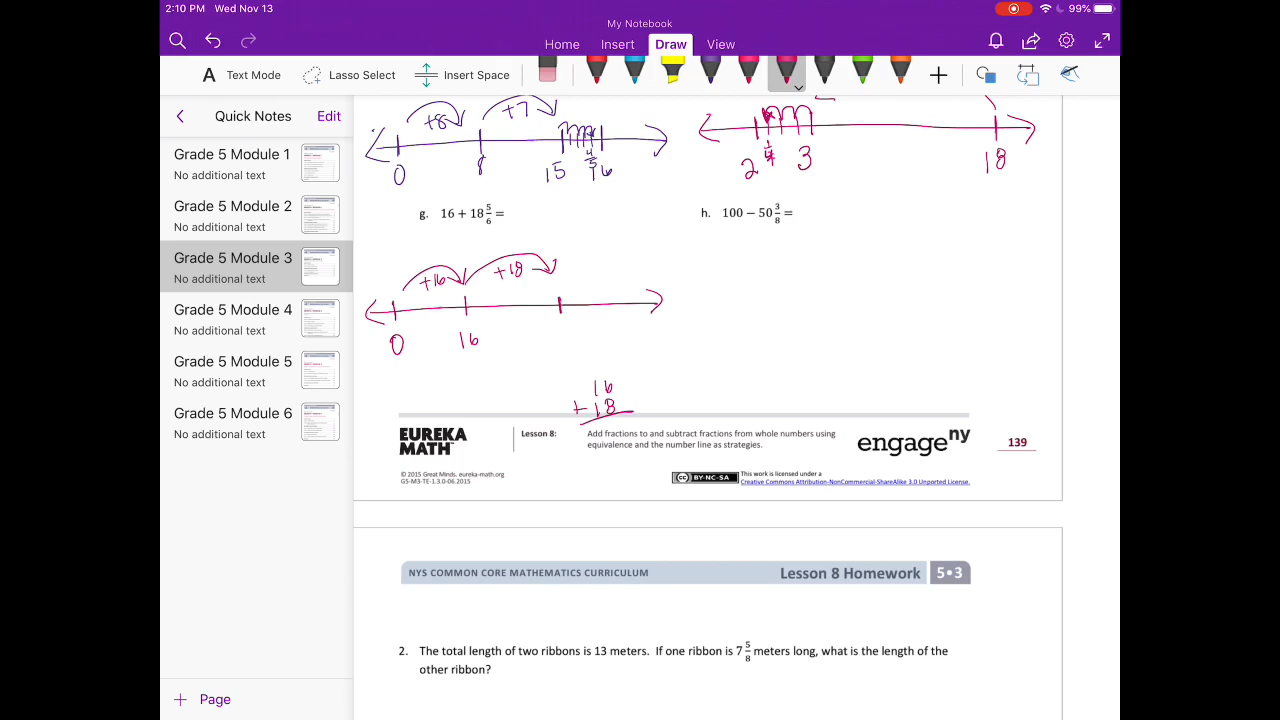 2:10 PM Wed Nov 13
99%
My Notebook
Home Insert Draw View
A Text Mode Lasso Select Insert Space
Quick Notes Edit
Grade 5 Module 1
No additional text
Grade 5 Module 2
No additional text
Grade 5 Module 3
No additional text
Grade 5 Module 4
No additional text
Grade 5 Module 5
No additional text
Grade 5 Module 6
No additional text
+ Page
+8 +7
0 15 4/5 16
2 3 18
g. 16 + 18 =
h. 100 − 3/8 =
+16 +18
0 16
16
+18
EUREKA MATH™
Lesson 8: Add fractions to and subtract fractions from whole numbers using
equivalence and the number line as strategies.
engageny
139
© 2015 Great Minds. eureka-math.org
G5-M3-TE-1.3.0-06.2015
CC BY-NC-SA
This work is licensed under a
Creative Commons Attribution-NonCommercial-ShareAlike 3.0 Unported License.
NYS COMMON CORE MATHEMATICS CURRICULUM
Lesson 8 Homework 5•3
2. The total length of two ribbons is 13 meters. If one ribbon is 7 5/8 meters long, what is the length of the
other ribbon?